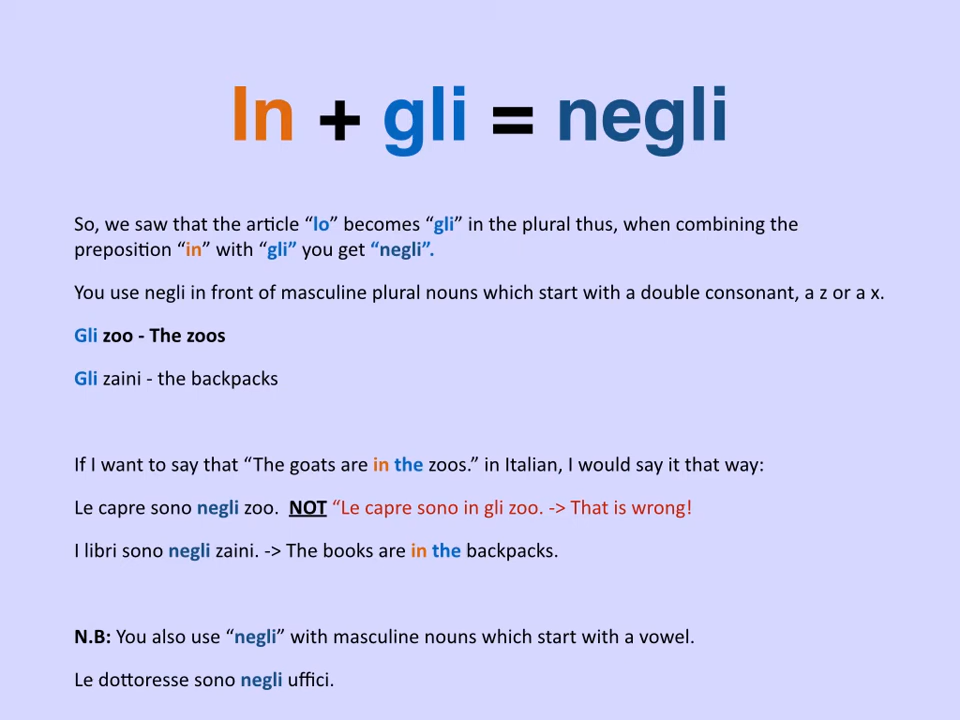 In + gli = negli
So, we saw that the article “lo” becomes “gli” in the plural thus, when combining the
preposition “in” with “gli” you get “negli”.
You use negli in front of masculine plural nouns which start with a double consonant, a z or a x.
Gli zoo - The zoos
Gli zaini - the backpacks
If I want to say that “The goats are in the zoos.” in Italian, I would say it that way:
Le capre sono negli zoo. NOT “Le capre sono in gli zoo. -> That is wrong!
I libri sono negli zaini. -> The books are in the backpacks.
N.B: You also use “negli” with masculine nouns which start with a vowel.
Le dottoresse sono negli uffici.